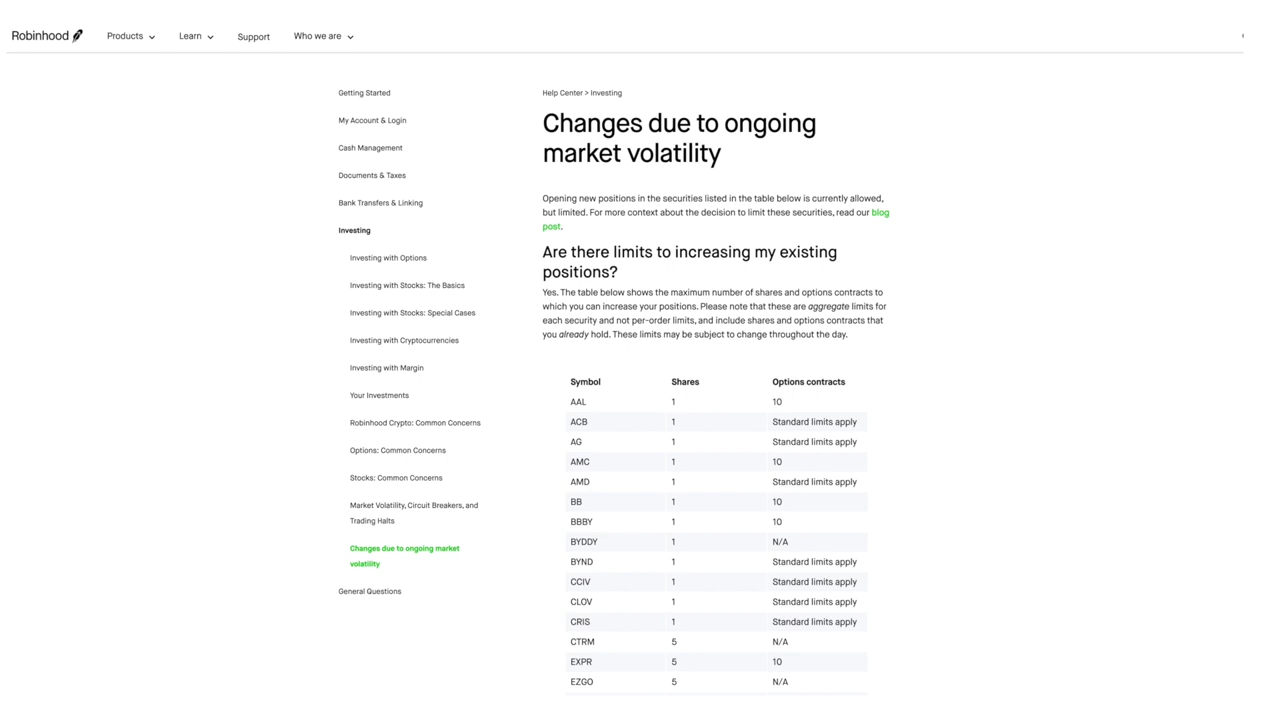 Robinhood Products Learn Support Who we are
Getting Started
My Account & Login
Cash Management
Documents & Taxes
Bank Transfers & Linking
Investing
Investing with Options
Investing with Stocks: The Basics
Investing with Stocks: Special Cases
Investing with Cryptocurrencies
Investing with Margin
Your Investments
Robinhood Crypto: Common Concerns
Options: Common Concerns
Stocks: Common Concerns
Market Volatility, Circuit Breakers, and
Trading Halts
Changes due to ongoing market
volatility
General Questions
Help Center > Investing
Changes due to ongoing
market volatility
Opening new positions in the securities listed in the table below is currently allowed,
but limited. For more context about the decision to limit these securities, read our blog
post.
Are there limits to increasing my existing
positions?
Yes. The table below shows the maximum number of shares and options contracts to
which you can increase your positions. Please note that these are aggregate limits for
each security and not per-order limits, and include shares and options contracts that
you already hold. These limits may be subject to change throughout the day.
Symbol Shares Options contracts
AAL 1 10
ACB 1 Standard limits apply
AG 1 Standard limits apply
AMC 1 10
AMD 1 Standard limits apply
BB 1 10
BBBY 1 10
BYDDY 1 N/A
BYND 1 Standard limits apply
CCIV 1 Standard limits apply
CLOV 1 Standard limits apply
CRIS 1 Standard limits apply
CTRM 5 N/A
EXPR 5 10
EZGO 5 N/A